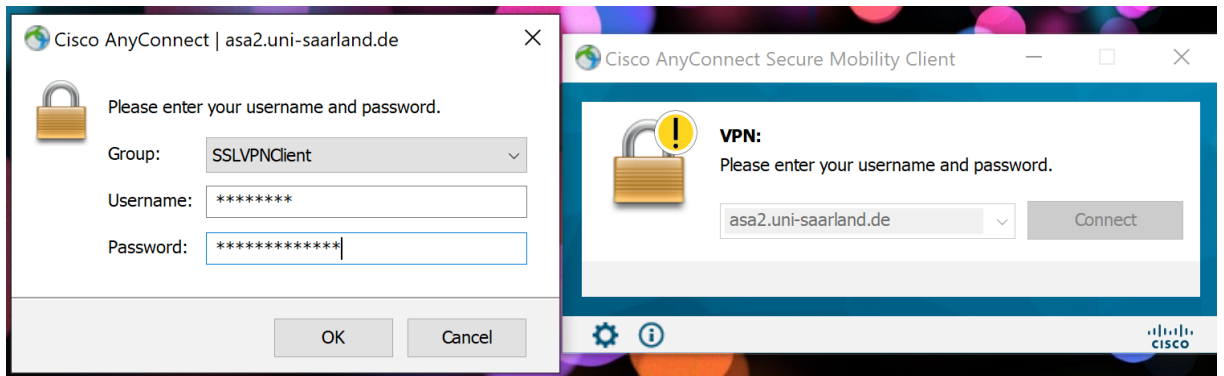 Cisco AnyConnect | asa2.uni-saarland.de
Please enter your username and password.
Group: SSLVPNClient
Username: ********
Password: *************
OK Cancel
Cisco AnyConnect Secure Mobility Client
VPN:
Please enter your username and password.
asa2.uni-saarland.de Connect
CISCO